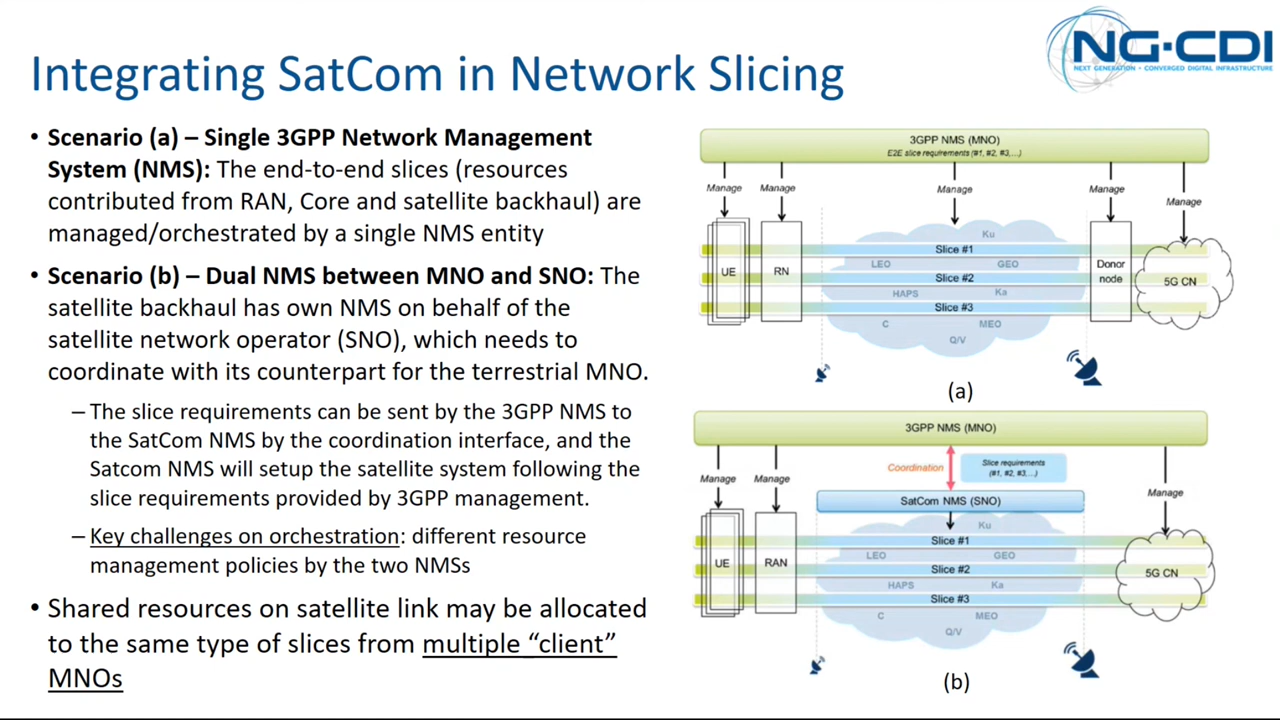 NG-CDI
NEXT GENERATION - CONVERGED DIGITAL INFRASTRUCTURE
Integrating SatCom in Network Slicing
• Scenario (a) – Single 3GPP Network Management
System (NMS): The end-to-end slices (resources
contributed from RAN, Core and satellite backhaul) are
managed/orchestrated by a single NMS entity
• Scenario (b) – Dual NMS between MNO and SNO: The
satellite backhaul has own NMS on behalf of the
satellite network operator (SNO), which needs to
coordinate with its counterpart for the terrestrial MNO.
– The slice requirements can be sent by the 3GPP NMS to
the SatCom NMS by the coordination interface, and the
Satcom NMS will setup the satellite system following the
slice requirements provided by 3GPP management.
– Key challenges on orchestration: different resource
management policies by the two NMSs
• Shared resources on satellite link may be allocated
to the same type of slices from multiple “client”
MNOs
3GPP NMS (MNO)
E2E slice requirements (#1, #2, #3,...)
Manage Manage Manage Manage
Manage
Ku
Slice #1
LEO GEO
UE RN Slice #2 Donor
node 5G CN
HAPS Ka
Slice #3
C MEO
Q/V
(a)
3GPP NMS (MNO)
Coordination Slice requirements
(#1, #2, #3,...)
Manage Manage Manage
SatCom NMS (SNO)
Ku
Slice #1
LEO GEO
UE RAN Slice #2 5G CN
HAPS Ka
Slice #3
C MEO
Q/V
(b)